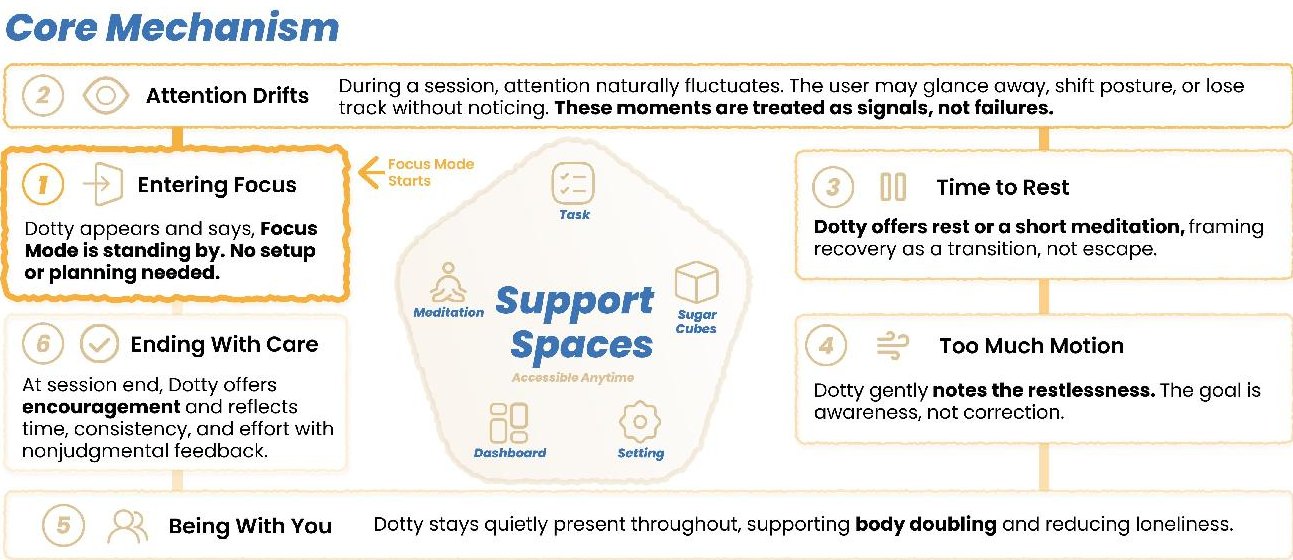 Core Mechanism
2 Attention Drifts
During a session, attention naturally fluctuates. The user may glance away, shift posture, or lose
track without noticing. These moments are treated as signals, not failures.
1 Entering Focus
Dotty appears and says, Focus
Mode is standing by. No setup
or planning needed.
Focus Mode
Starts
3 Time to Rest
Dotty offers rest or a short meditation, framing
recovery as a transition, not escape.
4 Too Much Motion
Dotty gently notes the restlessness. The goal is
awareness, not correction.
5 Being With You
Dotty stays quietly present throughout, supporting body doubling and reducing loneliness.
6 Ending With Care
At session end, Dotty offers
encouragement and reflects
time, consistency, and effort with
nonjudgmental feedback.
Support
Spaces
Accessible Anytime
Task
Meditation
Sugar
Cubes
Dashboard
Setting